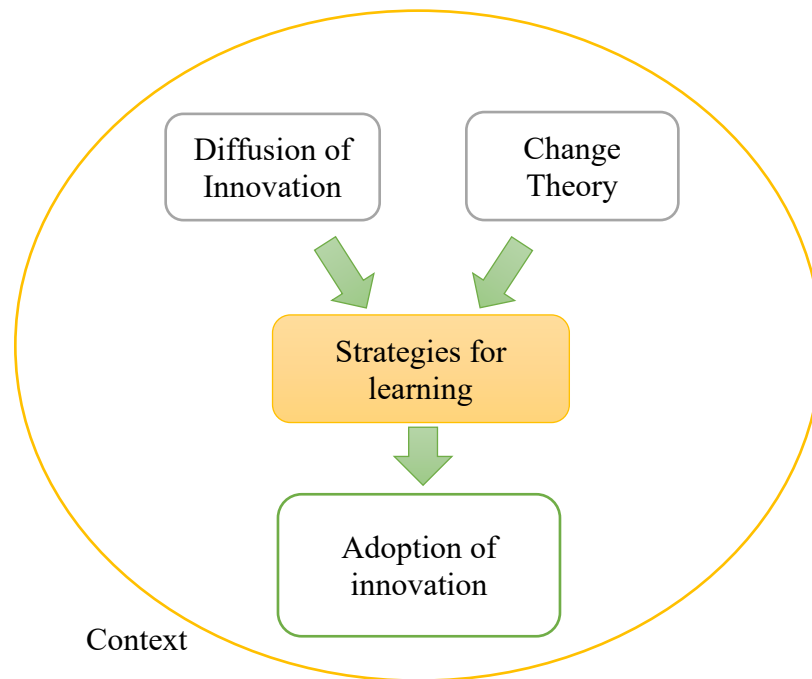 Diffusion of
Innovation
Change
Theory
Strategies for
learning
Adoption of
innovation
Context